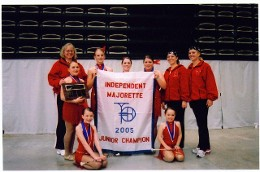 INDEPENDENT
MAJORETTE
2005
JUNIOR CHAMPION